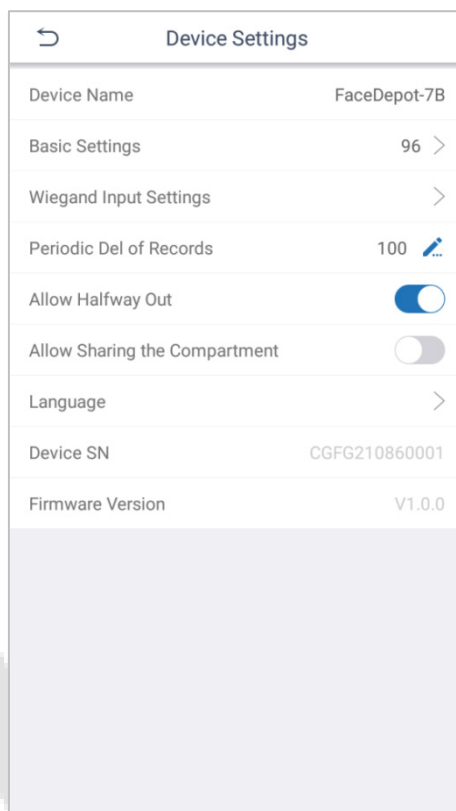 Device Settings
Device Name FaceDepot-7B
Basic Settings 96
Wiegand Input Settings
Periodic Del of Records 100
Allow Halfway Out
Allow Sharing the Compartment
Language
Device SN CGFG210860001
Firmware Version V1.0.0